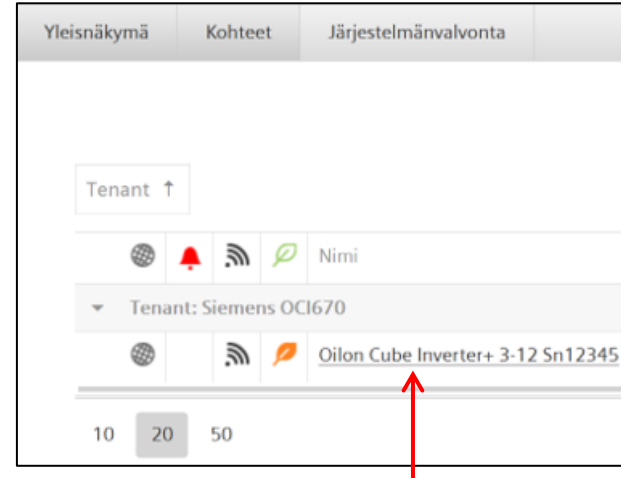 Yleisnäkymä Kohteet Järjestelmänvalvonta
Tenant ↑
Nimi
Tenant: Siemens OCI670
Oilon Cube Inverter+ 3-12 Sn12345
10 20 50